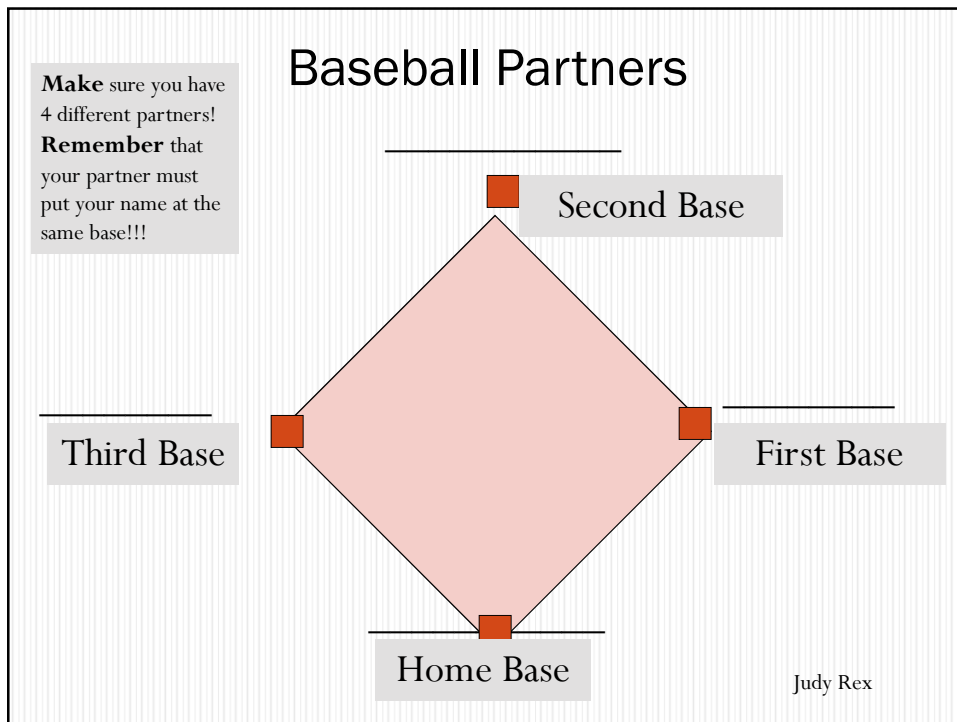 Baseball Partners
Make sure you have
4 different partners!
Remember that
your partner must
put your name at the
same base!!!
Second Base
Third Base
First Base
Home Base
Judy Rex